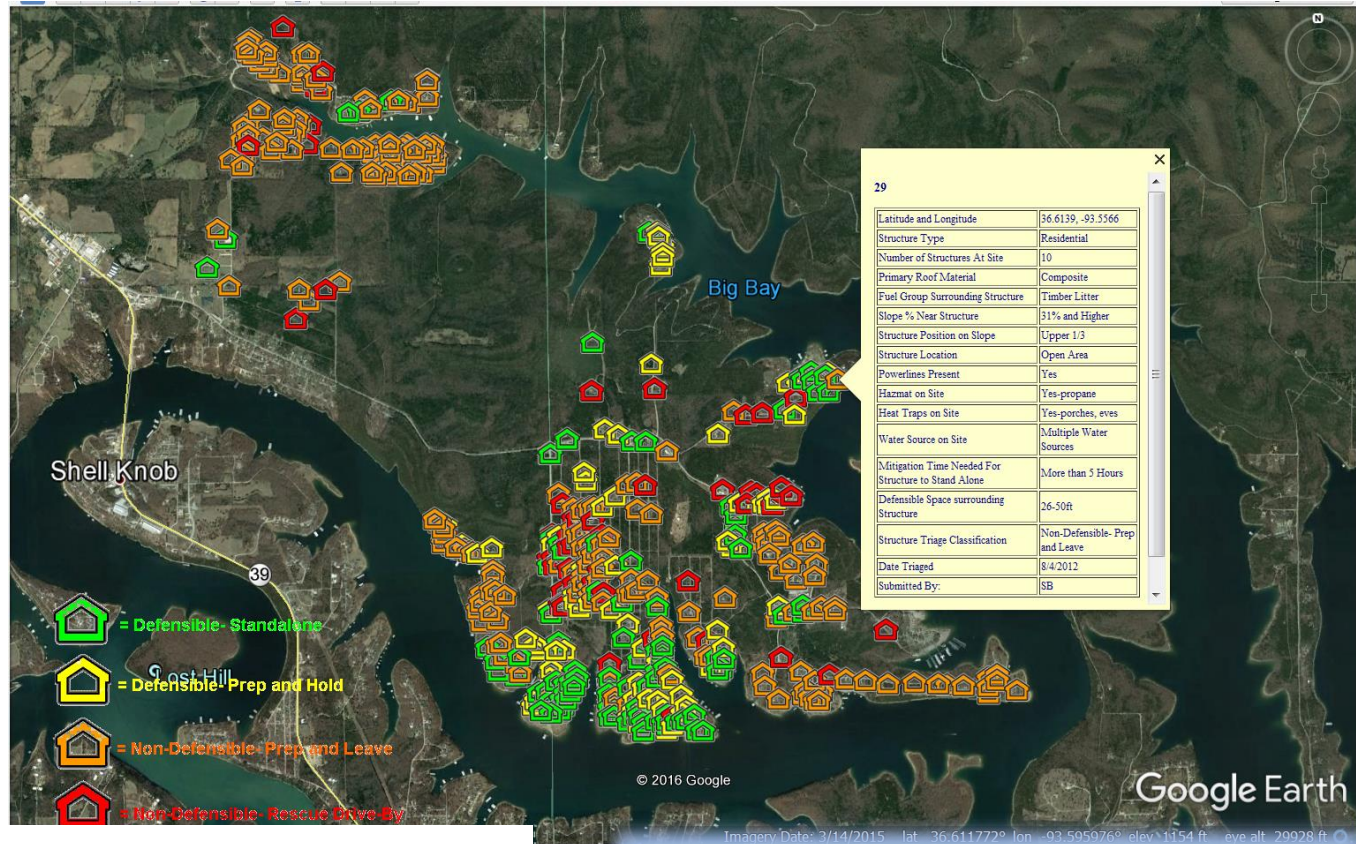 N
29
Latitude and Longitude 36.6139, -93.5566
Structure Type Residential
Number of Structures At Site 10
Primary Roof Material Composite
Fuel Group Surrounding Structure Timber Litter
Slope % Near Structure 31% and Higher
Structure Position on Slope Upper 1/3
Structure Location Open Area
Powerlines Present Yes
Hazmat on Site Yes-propane
Heat Traps on Site Yes-porches, eves
Water Source on Site Multiple Water
Sources
Mitigation Time Needed For
Structure to Stand Alone More than 5 Hours
Defensible Space surrounding
Structure 26-50ft
Structure Triage Classification Non-Defensible- Prep
and Leave
Date Triaged 8/4/2012
Submitted By: SB
Big Bay
Shell Knob
39
Lost Hill
= Defensible- Standalone
= Defensible- Prep and Hold
= Non-Defensible- Prep and Leave
= Non-Defensible- Rescue Drive-By
© 2016 Google
Google Earth
Imagery Date: 3/14/2015 lat 36.611772° lon -93.595976° elev 1154 ft eye alt 29928 ft